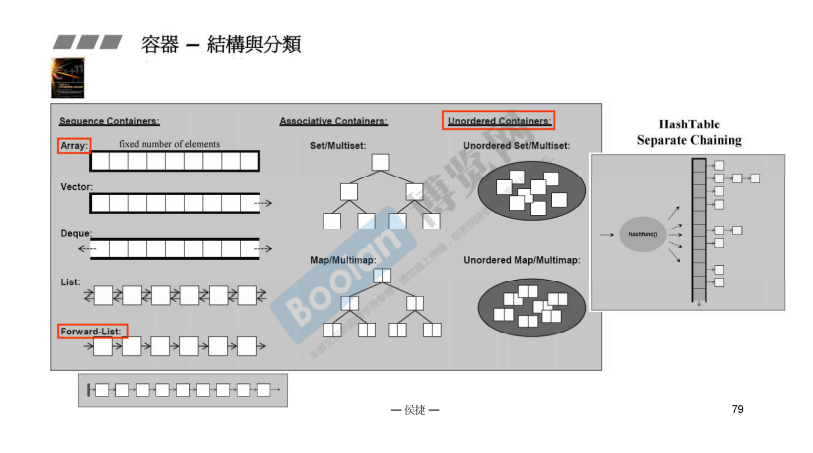 容器 – 結構與分類
Sequence Containers:
Associative Containers:
Unordered Containers:
Array:
fixed number of elements
Vector:
Deque:
List:
Forward-List:
Set/Multiset:
Map/Multimap:
Unordered Set/Multiset:
Unordered Map/Multimap:
HashTable
Separate Chaining
hashfunc()
Boolan
博览网
— 侯捷 —
79